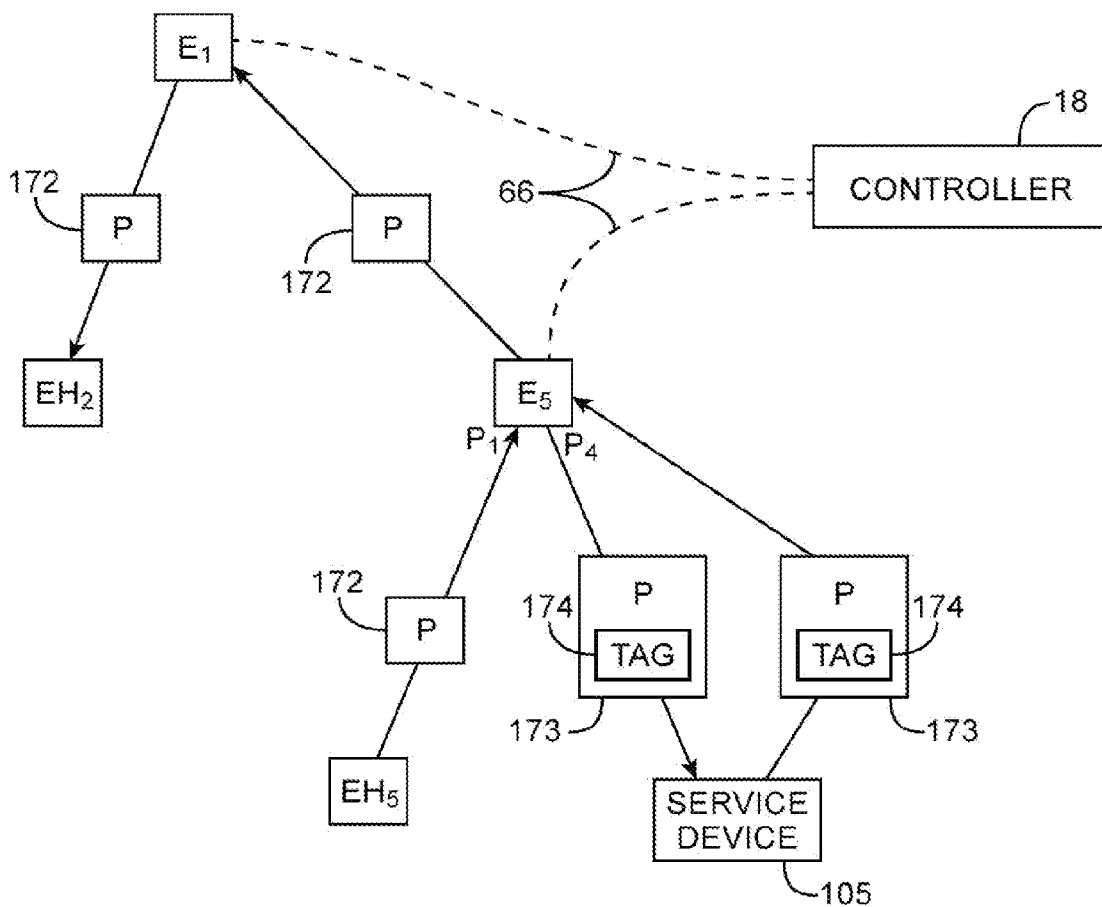 E1
18
CONTROLLER
172
P
66
P
172
EH2
E5
P1
P4
172
P
174
P
TAG
P
TAG
174
173
173
EH5
SERVICE
DEVICE
105